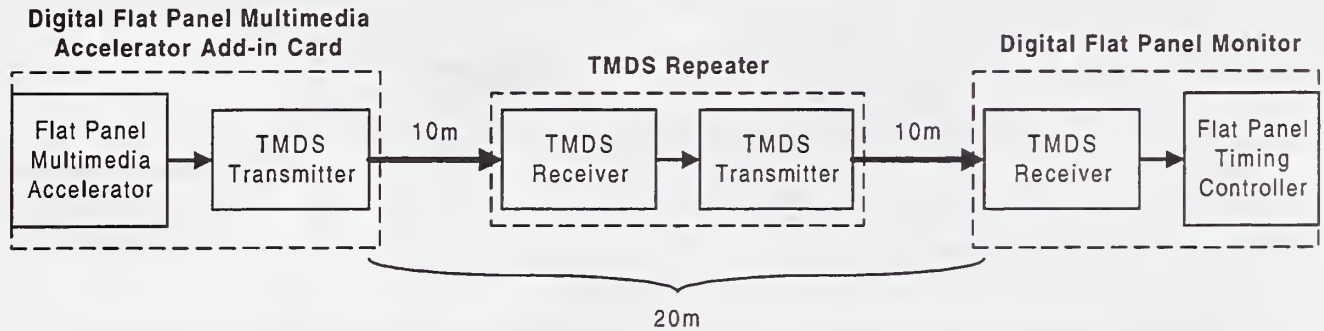 Digital Flat Panel Multimedia
Accelerator Add-in Card
Flat Panel
Multimedia
Accelerator
TMDS
Transmitter
10m
TMDS Repeater
TMDS
Receiver
TMDS
Transmitter
10m
Digital Flat Panel Monitor
TMDS
Receiver
Flat Panel
Timing
Controller
20m